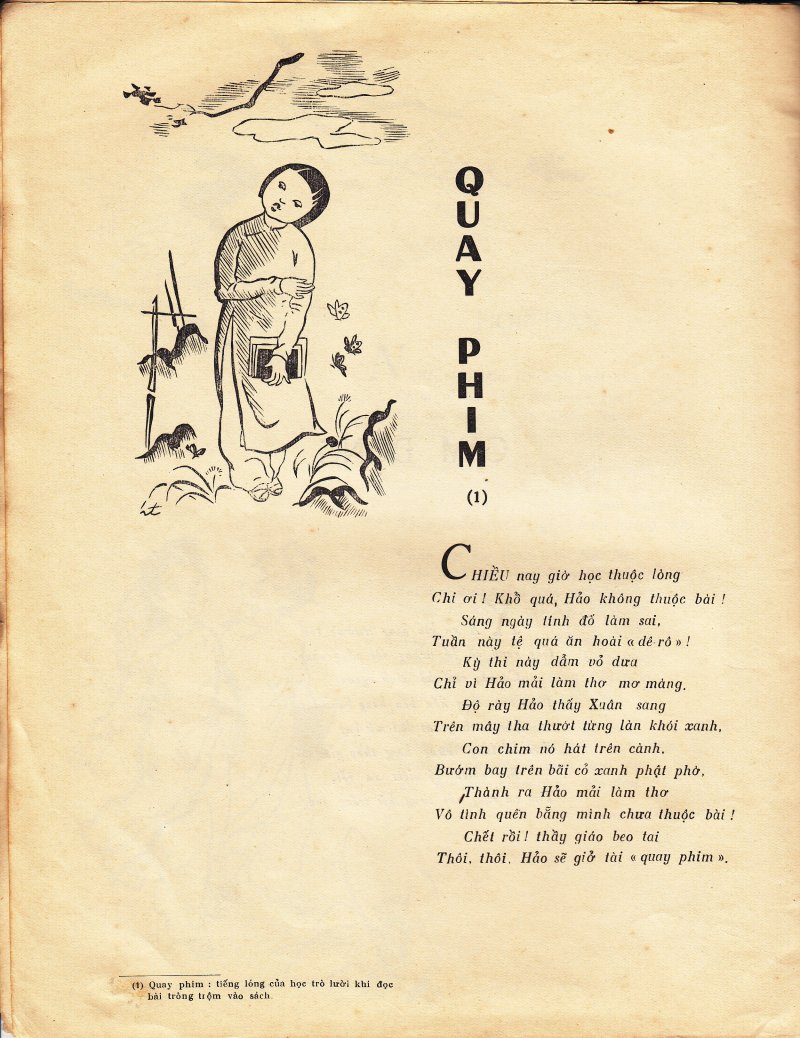 QUAY PHIM
(1)
CHIỀU nay giờ học thuộc lòng
Chi ơi ! Khổ quá, Hảo không thuộc bài !
Sáng ngày tính đố làm sai,
Tuần này tệ quá ăn hoài « dê-rô » !
Kỳ thi này dẫm vỏ dưa
Chỉ vì Hảo mải làm thơ mơ màng.
Độ rày Hảo thấy Xuân sang
Trên mây tha thướt từng làn khói xanh,
Con chim nó hát trên cành,
Bướm bay trên bãi cỏ xanh phật phờ,
Thành ra Hảo mải làm thơ
Vô tình quên bẵng mình chưa thuộc bài !
Chết rồi ! thầy giáo beo tai
Thôi, thôi, Hảo sẽ giở tài « quay phim ».
(1) Quay phim : tiếng lóng của học trò lười khi đọc
bài trông trộm vào sách.